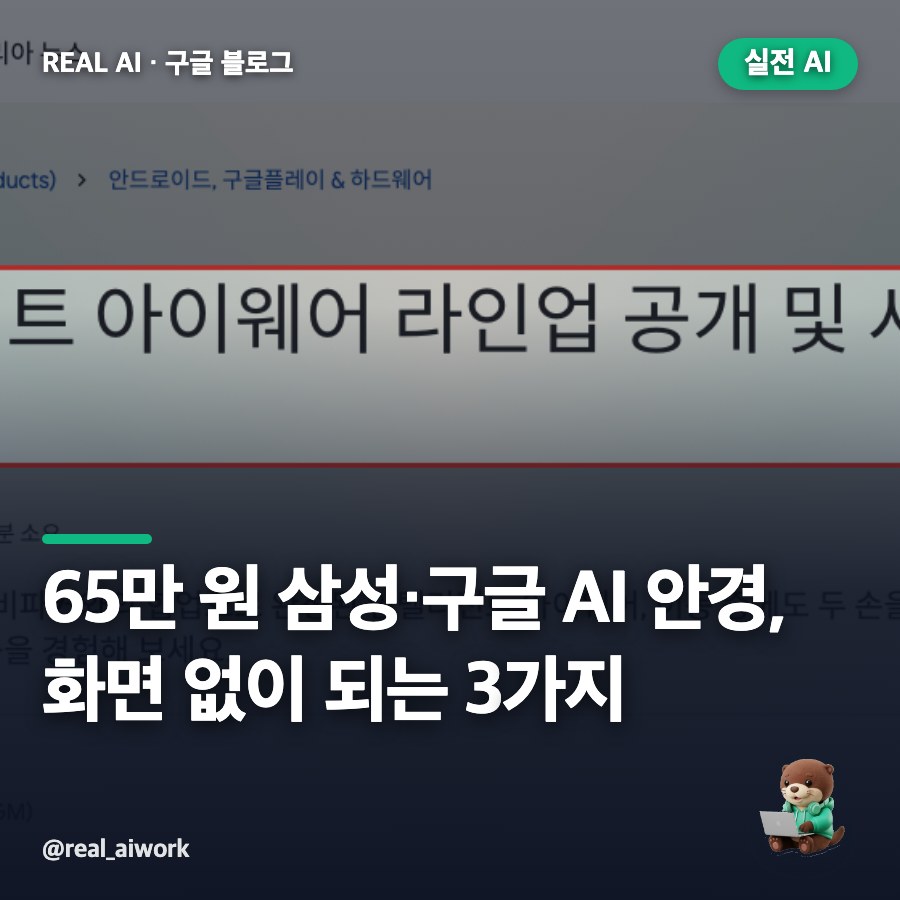 REAL AI · 구글 블로그
실전 AI
ducts) > 안드로이드, 구글플레이 & 하드웨어
트 아이웨어 라인업 공개 및
65만 원 삼성·구글 AI 안경,
화면 없이 되는 3가지
@real_aiwork